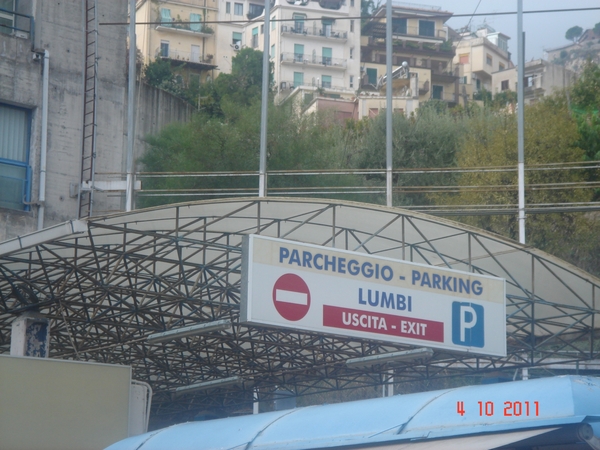 PARCHEGGIO - PARKING
LUMBI
USCITA - EXIT
P
4 10 2011